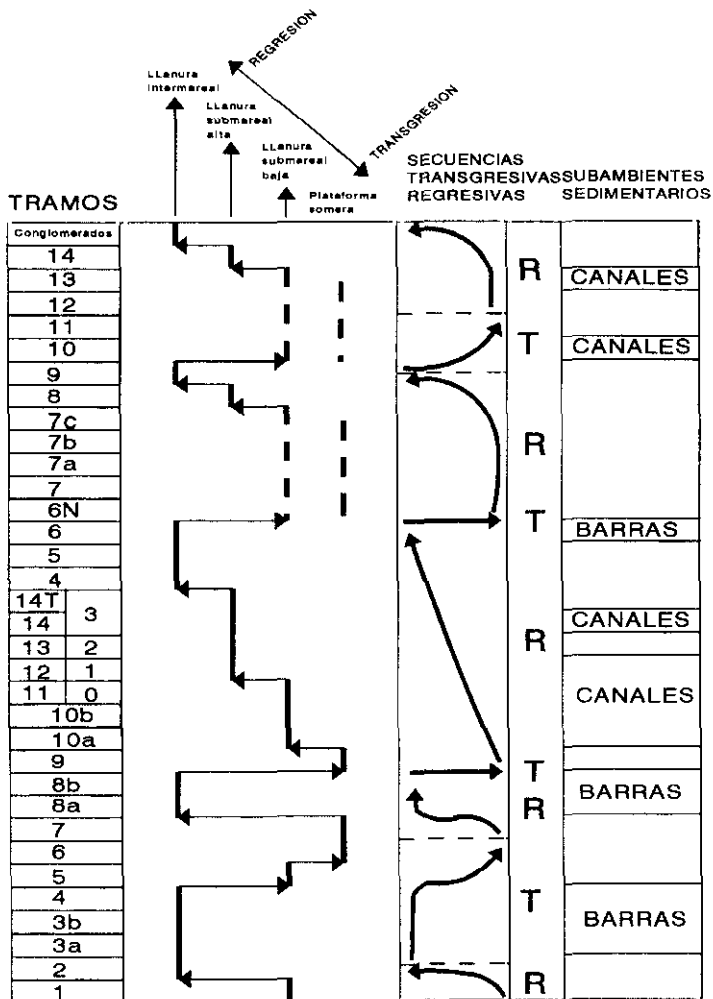 REGRESION
TRANSGRESION
LLanura
intermareal
LLanura
submareal
alta
LLanura
submareal
baja
Plataforma
somera
TRAMOS
SECUENCIAS
TRANSGRESIVAS
REGRESIVAS
SUBAMBIENTES
SEDIMENTARIOS
Conglomerados
14
13
R
CANALES
12
11
T
CANALES
10
9
8
7c
7b
R
7a
7
6N
T
6
BARRAS
5
4
14T
3
14
CANALES
13 2
R
12 1
11 0
CANALES
10b
10a
9
T
8b
BARRAS
8a
R
7
6
5
4
T
3b
BARRAS
3a
2
R
1